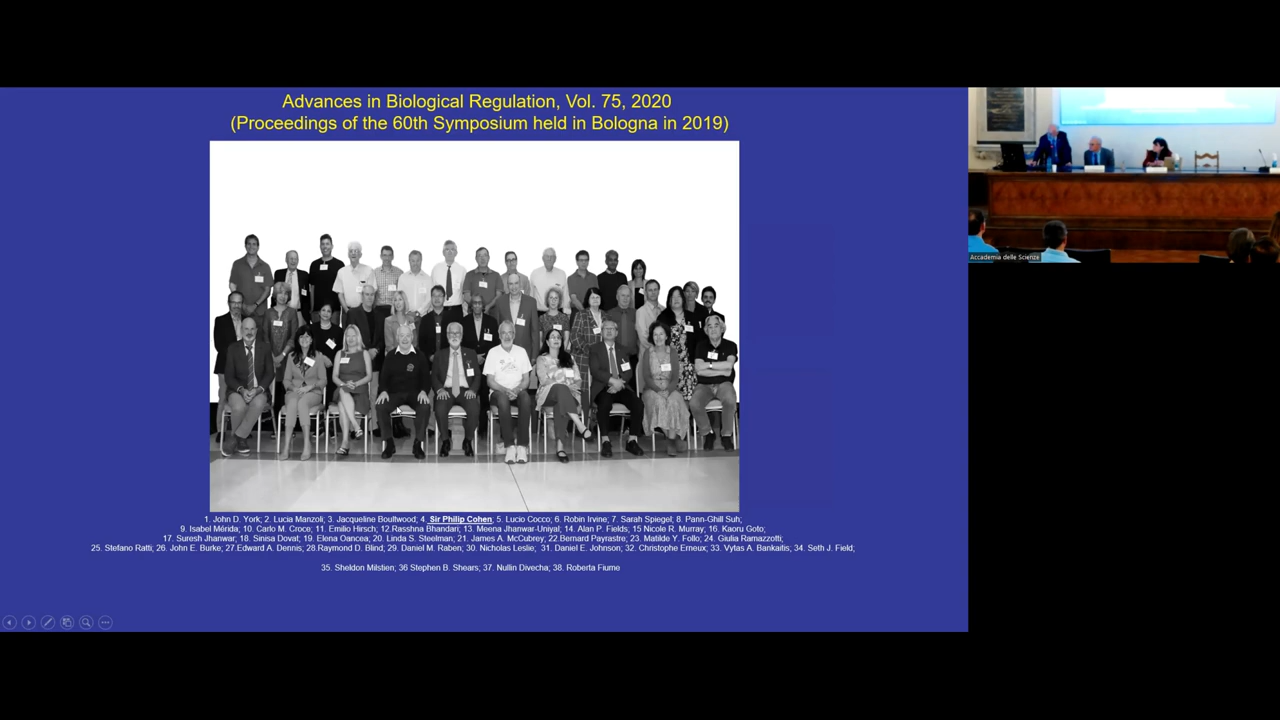 Advances in Biological Regulation, Vol. 75, 2020
(Proceedings of the 60th Symposium held in Bologna in 2019)
1. John D. York; 2. Lucia Manzoli; 3. Jacqueline Boultwood; 4. Sir Philip Cohen; 5. Lucio Cocco; 6. Robin Irvine; 7. Sarah Spiegel; 8. Pann-Ghill Suh;
9. Isabel Mérida; 10. Carlo M. Croce; 11. Emilio Hirsch; 12.Rasshna Bhandari; 13. Meena Jhanwar-Uniyal; 14. Alan P. Fields; 15 Nicole R. Murray; 16. Kaoru Goto;
17. Suresh Jhanwar; 18. Sinisa Dovat; 19. Elena Oancea; 20. Linda S. Steelman; 21. James A. McCubrey; 22.Bernard Payrastre; 23. Matilde Y. Follo; 24. Giulia Ramazzotti;
25. Stefano Ratti; 26. John E. Burke; 27.Edward A. Dennis; 28.Raymond D. Blind; 29. Daniel M. Raben; 30. Nicholas Leslie; 31. Daniel E. Johnson; 32. Christophe Erneux; 33. Vytas A. Bankaitis; 34. Seth J. Field;
35. Sheldon Milstien; 36 Stephen B. Shears; 37. Nullin Divecha; 38. Roberta Fiume
Accademia delle Scienze